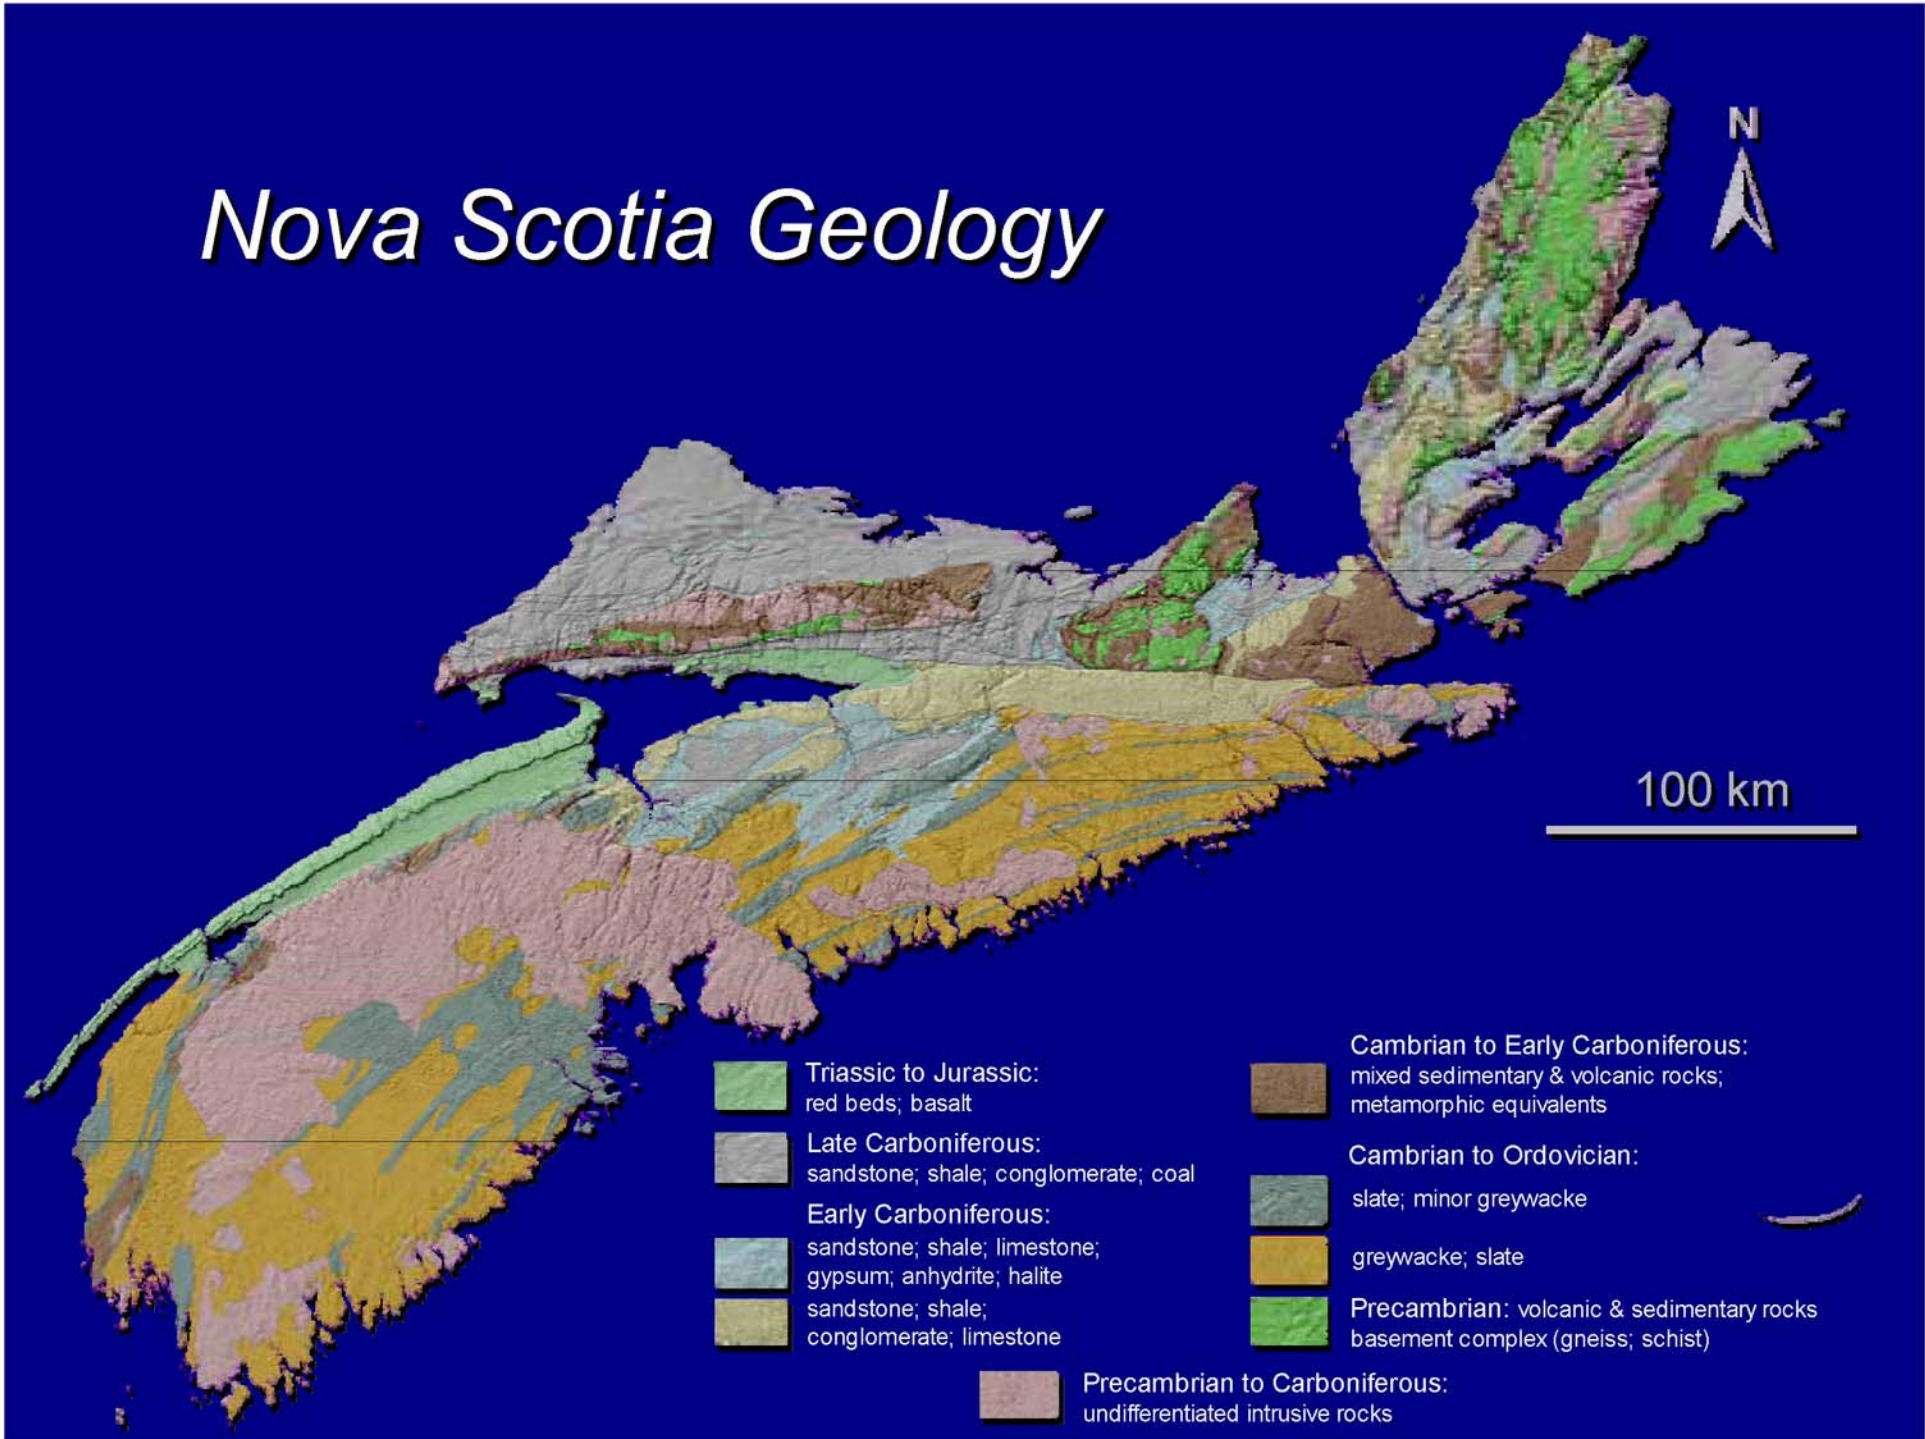 Nova Scotia Geology
N
100 km
Triassic to Jurassic:
red beds; basalt
Late Carboniferous:
sandstone; shale; conglomerate; coal
Early Carboniferous:
sandstone; shale; limestone;
gypsum; anhydrite; halite
sandstone; shale;
conglomerate; limestone
Cambrian to Early Carboniferous:
mixed sedimentary & volcanic rocks;
metamorphic equivalents
Cambrian to Ordovician:
slate; minor greywacke
greywacke; slate
Precambrian: volcanic & sedimentary rocks
basement complex (gneiss; schist)
Precambrian to Carboniferous:
undifferentiated intrusive rocks